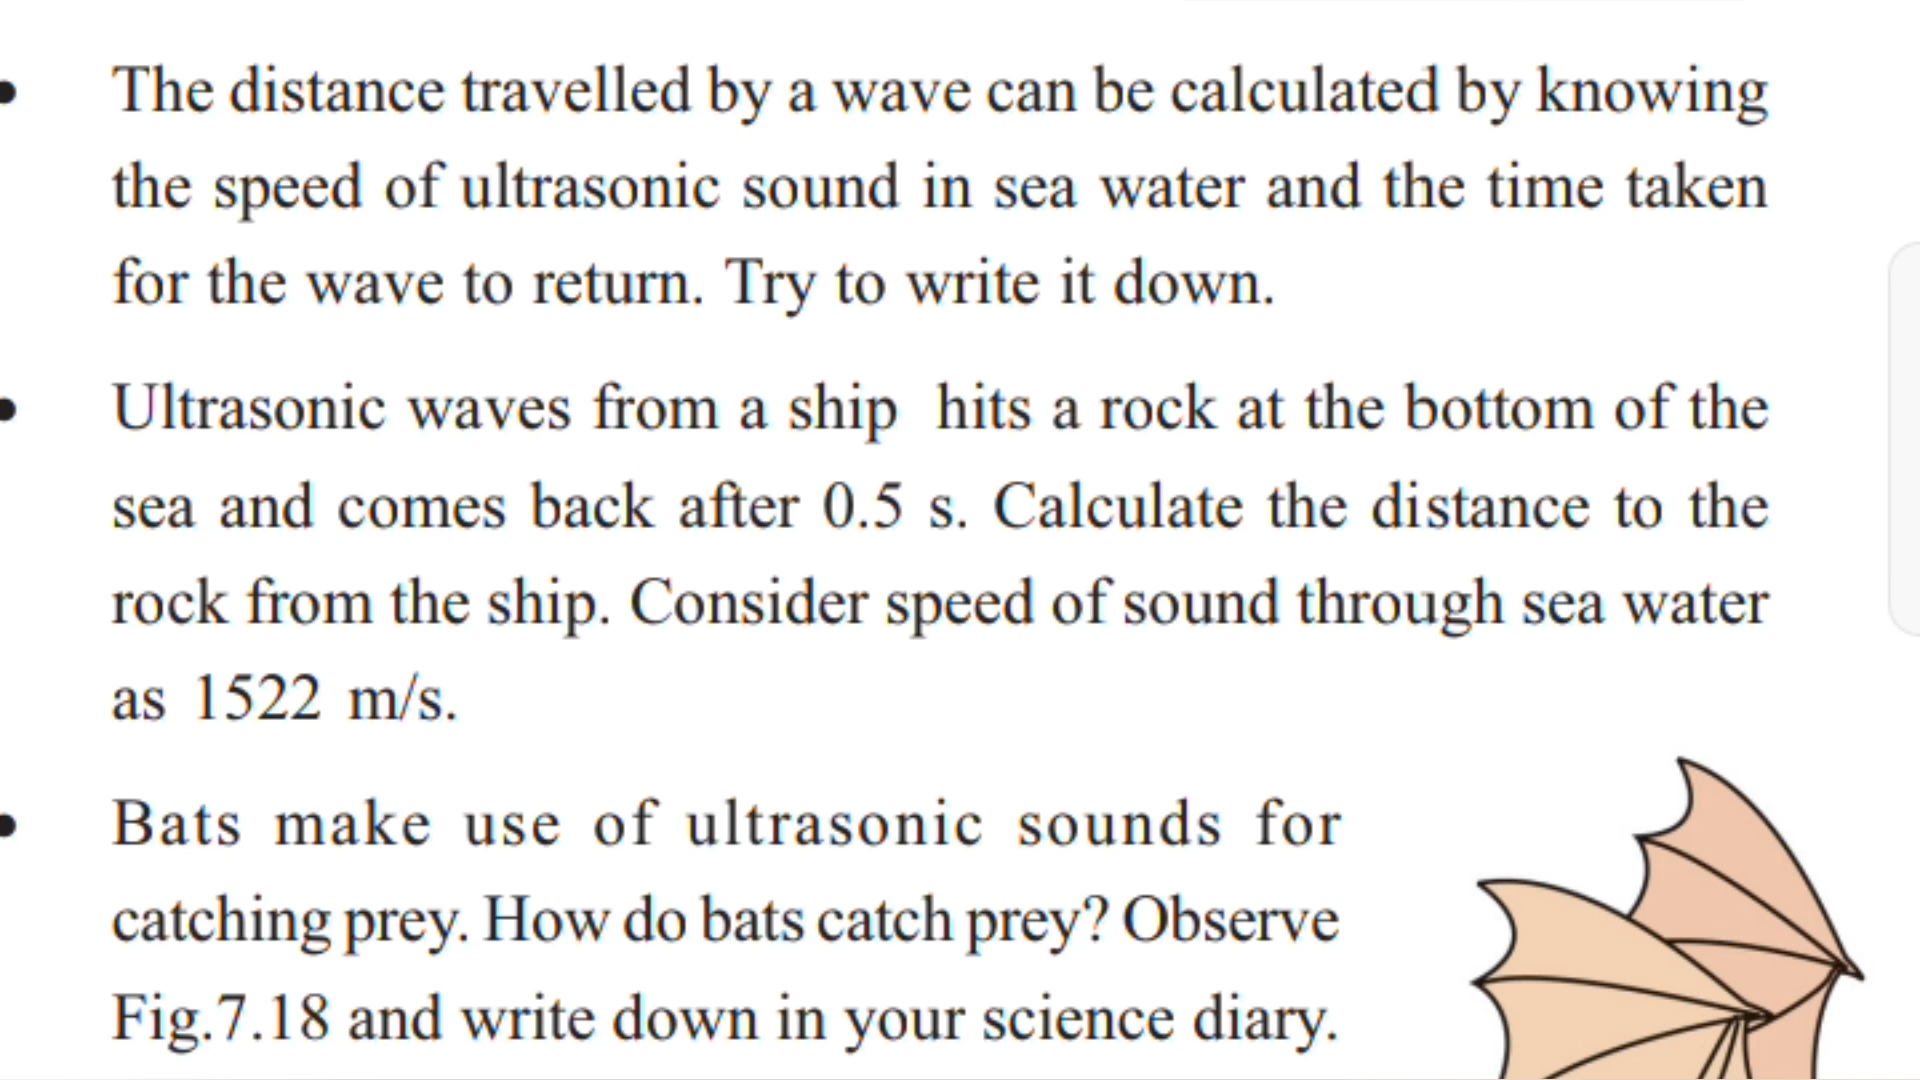 • The distance travelled by a wave can be calculated by knowing
the speed of ultrasonic sound in sea water and the time taken
for the wave to return. Try to write it down.
• Ultrasonic waves from a ship hits a rock at the bottom of the
sea and comes back after 0.5 s. Calculate the distance to the
rock from the ship. Consider speed of sound through sea water
as 1522 m/s.
• Bats make use of ultrasonic sounds for
catching prey. How do bats catch prey? Observe
Fig.7.18 and write down in your science diary.